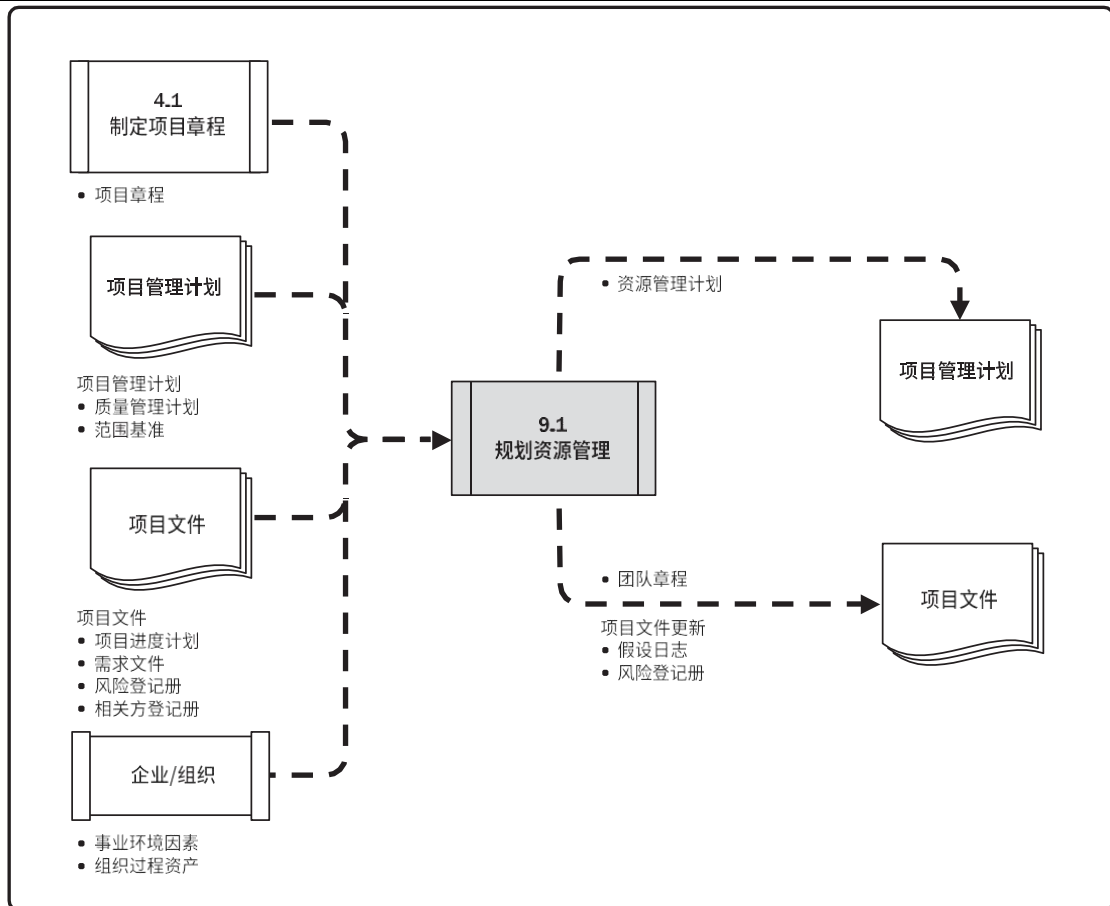 4.1
制定项目章程
• 项目章程
项目管理计划
项目管理计划
• 质量管理计划
• 范围基准
项目文件
项目文件
• 项目进度计划
• 需求文件
• 风险登记册
• 相关方登记册
企业/组织
• 事业环境因素
• 组织过程资产
9.1
规划资源管理
• 资源管理计划
项目管理计划
• 团队章程
项目文件更新
• 假设日志
• 风险登记册
项目文件